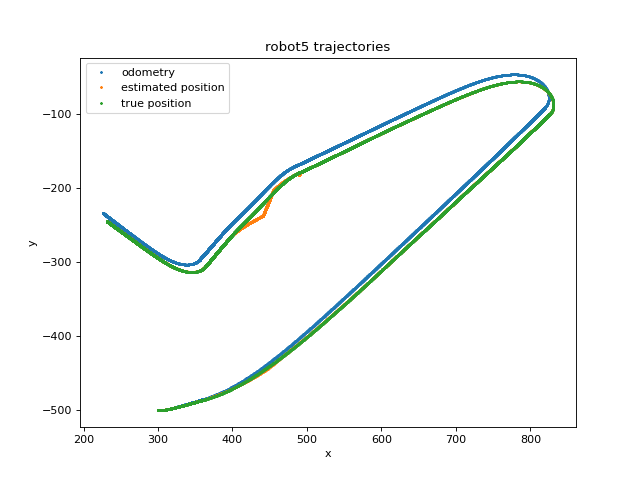 robot5 trajectories
odometry
estimated position
true position
−100
−200
−300
−400
−500
y
200 300 400 500 600 700 800
x